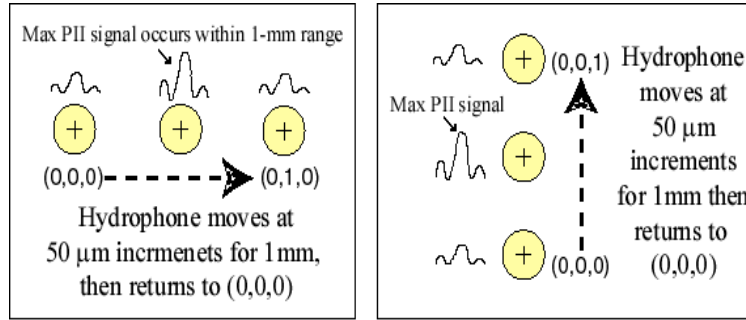 Max PII signal occurs within 1-mm range
(0,0,0)
(0,1,0)
Hydrophone moves at
50 µm incrmenets for 1mm,
then returns to (0,0,0)
(0,0,1)
Max PII signal
(0,0,0)
Hydrophone
moves at
50 µm
increments
for 1mm then
returns to
(0,0,0)